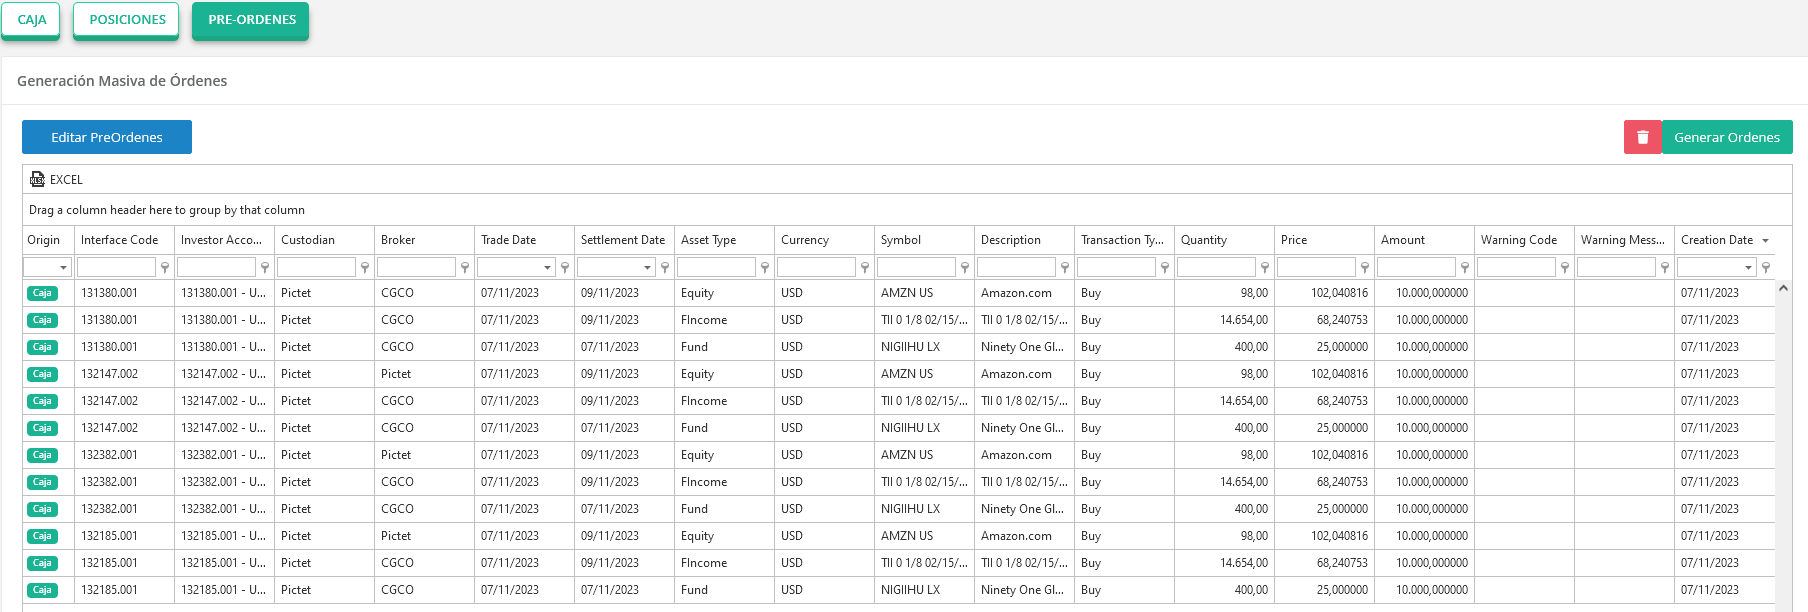 CAJA POSICIONES PRE-ORDENES
Generación Masiva de Órdenes
Editar PreOrdenes Generar Ordenes
EXCEL
Drag a column header here to group by that column
Origin Interface Code Investor Acco... Custodian Broker Trade Date Settlement Date Asset Type Currency Symbol Description Transaction Ty... Quantity Price Amount Warning Code Warning Mess... Creation Date
Caja 131380.001 131380.001 - U... Pictet CGCO 07/11/2023 09/11/2023 Equity USD AMZN US Amazon.com Buy 98,00 102,040816 10.000,000000 07/11/2023
Caja 131380.001 131380.001 - U... Pictet CGCO 07/11/2023 09/11/2023 FIncome USD TII 0 1/8 02/15/... TII 0 1/8 02/15/... Buy 14.654,00 68,240753 10.000,000000 07/11/2023
Caja 131380.001 131380.001 - U... Pictet CGCO 07/11/2023 07/11/2023 Fund USD NIGIIHU LX Ninety One Gl... Buy 400,00 25,000000 10.000,000000 07/11/2023
Caja 132147.002 132147.002 - U... Pictet Pictet 07/11/2023 09/11/2023 Equity USD AMZN US Amazon.com Buy 98,00 102,040816 10.000,000000 07/11/2023
Caja 132147.002 132147.002 - U... Pictet CGCO 07/11/2023 09/11/2023 FIncome USD TII 0 1/8 02/15/... TII 0 1/8 02/15/... Buy 14.654,00 68,240753 10.000,000000 07/11/2023
Caja 132147.002 132147.002 - U... Pictet CGCO 07/11/2023 07/11/2023 Fund USD NIGIIHU LX Ninety One Gl... Buy 400,00 25,000000 10.000,000000 07/11/2023
Caja 132382.001 132382.001 - U... Pictet Pictet 07/11/2023 09/11/2023 Equity USD AMZN US Amazon.com Buy 98,00 102,040816 10.000,000000 07/11/2023
Caja 132382.001 132382.001 - U... Pictet CGCO 07/11/2023 09/11/2023 FIncome USD TII 0 1/8 02/15/... TII 0 1/8 02/15/... Buy 14.654,00 68,240753 10.000,000000 07/11/2023
Caja 132382.001 132382.001 - U... Pictet CGCO 07/11/2023 07/11/2023 Fund USD NIGIIHU LX Ninety One Gl... Buy 400,00 25,000000 10.000,000000 07/11/2023
Caja 132185.001 132185.001 - U... Pictet Pictet 07/11/2023 09/11/2023 Equity USD AMZN US Amazon.com Buy 98,00 102,040816 10.000,000000 07/11/2023
Caja 132185.001 132185.001 - U... Pictet CGCO 07/11/2023 09/11/2023 FIncome USD TII 0 1/8 02/15/... TII 0 1/8 02/15/... Buy 14.654,00 68,240753 10.000,000000 07/11/2023
Caja 132185.001 132185.001 - U... Pictet CGCO 07/11/2023 07/11/2023 Fund USD NIGIIHU LX Ninety One Gl... Buy 400,00 25,000000 10.000,000000 07/11/2023